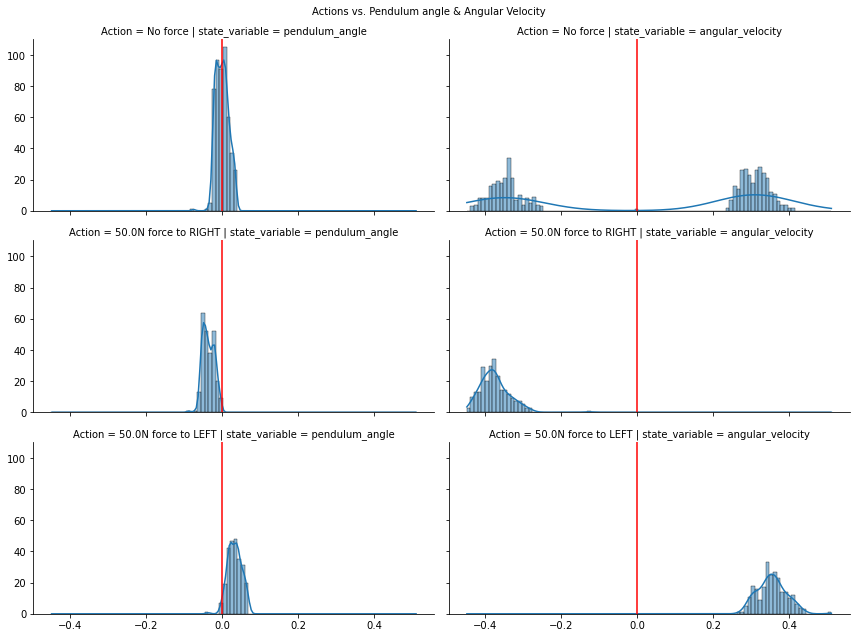 Actions vs. Pendulum angle & Angular Velocity
Action = No force | state_variable = pendulum_angle
Action = No force | state_variable = angular_velocity
100
80
60
40
20
0
Action = 50.0N force to RIGHT | state_variable = pendulum_angle
Action = 50.0N force to RIGHT | state_variable = angular_velocity
100
80
60
40
20
0
Action = 50.0N force to LEFT | state_variable = pendulum_angle
Action = 50.0N force to LEFT | state_variable = angular_velocity
100
80
60
40
20
0
−0.4 −0.2 0.0 0.2 0.4
−0.4 −0.2 0.0 0.2 0.4